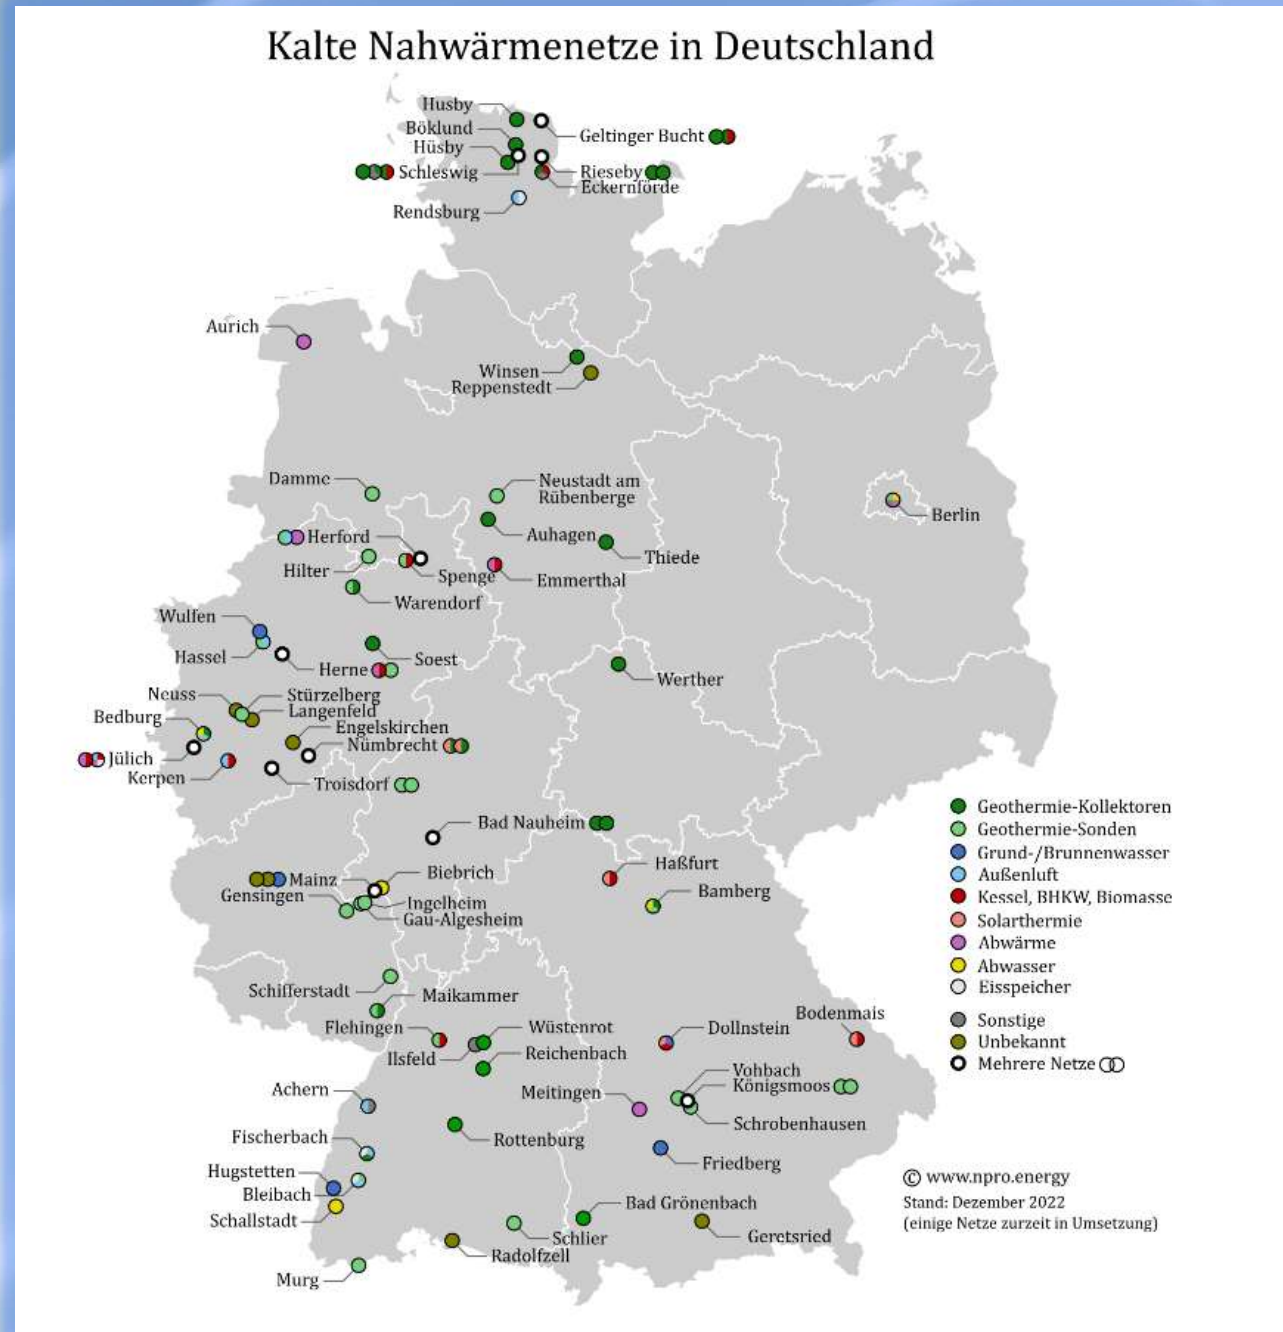 Kalte Nahwärmenetze in Deutschland
Husby
Geltinger Bucht
Böklund
Hüsby
Schleswig
Rieseby
Eckernförde
Rendsburg
Aurich
Winsen
Reppenstedt
Damme
Neustadt am
Rübenberge
Berlin
Auhagen
Herford
Thiede
Hilter
Spenge
Emmerthal
Warendorf
Wulfen
Hassel
Soest
Herne
Werther
Neuss
Stürzelberg
Langenfeld
Bedburg
Engelskirchen
Nümbrecht
Jülich
Kerpen
Troisdorf
Bad Nauheim
Haßfurt
Biebrich
Mainz
Bamberg
Gensingen
Ingelheim
Gau-Algesheim
Schifferstadt
Maikammer
Flehingen
Wüstenrot
Dollnstein
Bodenmais
Ilsfeld
Reichenbach
Vohbach
Königsmoos
Achern
Meitingen
Schrobenhausen
Fischerbach
Rottenburg
Friedberg
Hugstetten
Bleibach
Schallstadt
Bad Grönenbach
Schlier
Geretsried
Radolfzell
Murg
Geothermie-Kollektoren
Geothermie-Sonden
Grund-/Brunnenwasser
Außenluft
Kessel, BHKW, Biomasse
Solarthermie
Abwärme
Abwasser
Eisspeicher
Sonstige
Unbekannt
Mehrere Netze
© www.npro.energy
Stand: Dezember 2022
(einige Netze zurzeit in Umsetzung)